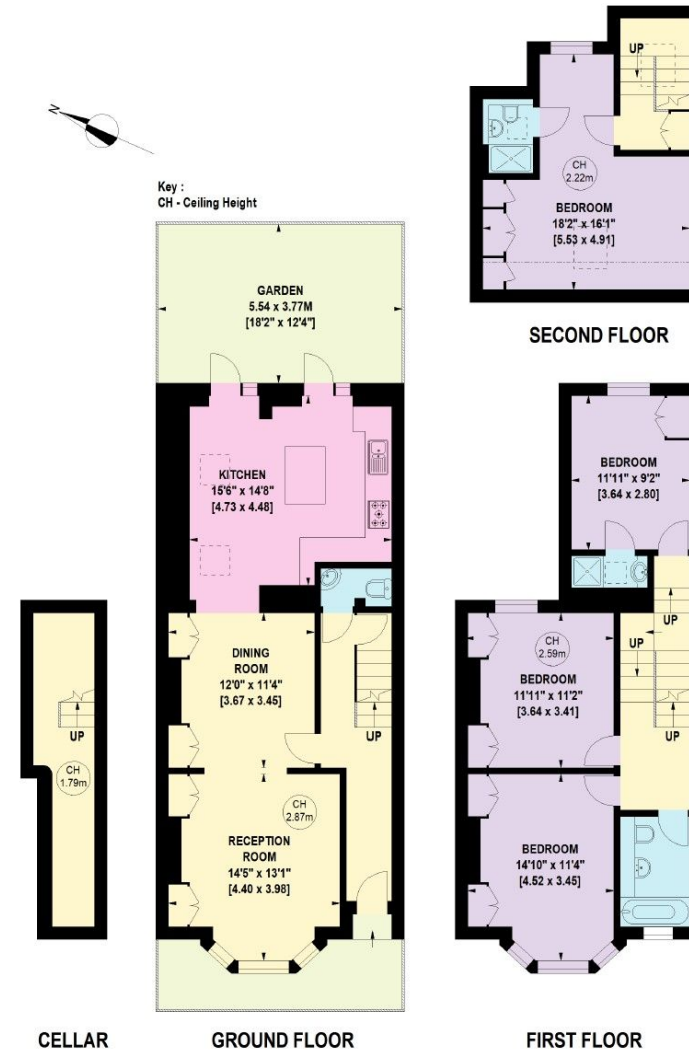 N
Key :
CH - Ceiling Height
UP
CH
2.22m
BEDROOM
18'2" x 16'1"
[5.53 x 4.91]
SECOND FLOOR
GARDEN
5.54 x 3.77M
[18'2" x 12'4"]
KITCHEN
15'6" x 14'8"
[4.73 x 4.48]
DINING
ROOM
12'0" x 11'4"
[3.67 x 3.45]
UP
CH
2.87m
RECEPTION
ROOM
14'5" x 13'1"
[4.40 x 3.98]
BEDROOM
11'11" x 9'2"
[3.64 x 2.80]
UP
UP
CH
2.59m
BEDROOM
11'11" x 11'2"
[3.64 x 3.41]
UP
BEDROOM
14'10" x 11'4"
[4.52 x 3.45]
UP
CH
1.79m
CELLAR
GROUND FLOOR
FIRST FLOOR